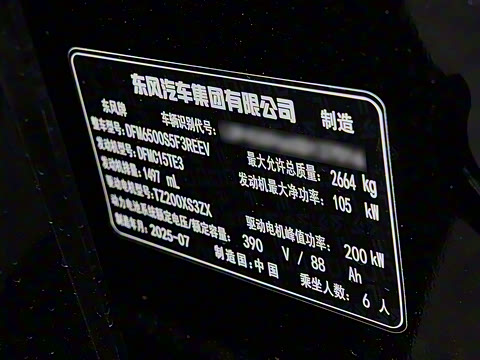 东风汽车集团有限公司 制造
东风牌 车辆识别代号:
整车型号:DFM6500S5F3REEV 最大允许总质量: 2664 kg
发动机型号:DFMC15TE3 发动机最大净功率: 105 kW
发动机排量:1497 mL
驱动电机型号:TZ200XS3ZX 驱动电机峰值功率: 200 kW
动力电池系统额定电压/额定容量: 390 V / 88 Ah
制造年月:2025-07 制造国:中国 乘坐人数: 6 人